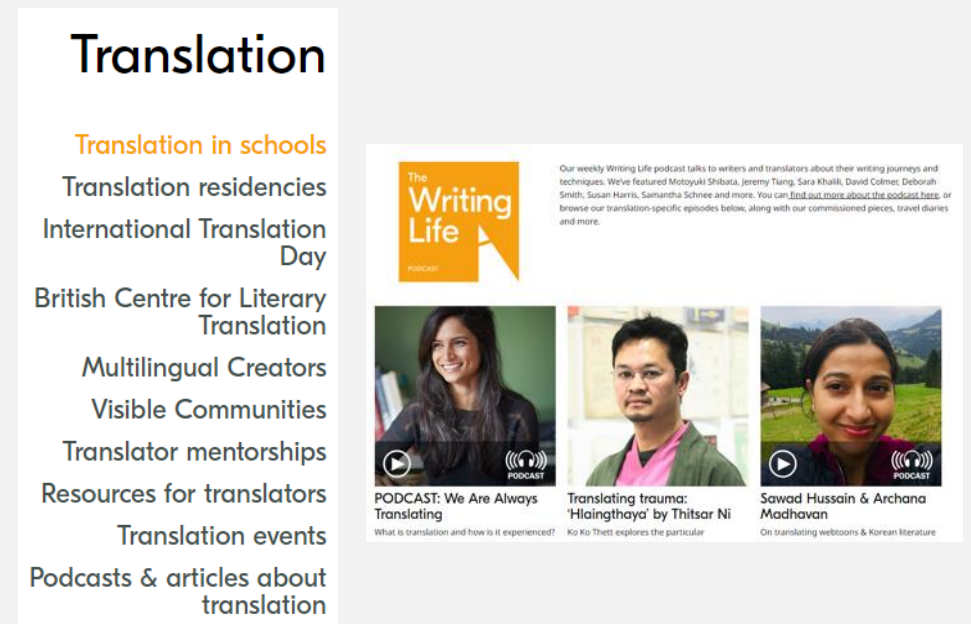 Translation
Translation in schools
Translation residencies
International Translation
Day
British Centre for Literary
Translation
Multilingual Creators
Visible Communities
Translator mentorships
Resources for translators
Translation events
Podcasts & articles about
translation
The
Writing
Life
PODCAST
Our weekly Writing Life podcast talks to writers and translators about their writing journeys and
techniques. We've featured Motoyuki Shibata, Jeremy Tiang, Sara Khalili, David Colmer, Deborah
Smith, Susan Harris, Samantha Schnee and more. You can find out more about the podcast here, or
browse our translation-specific episodes below, along with our commissioned pieces, travel diaries
and more.
PODCAST
PODCAST: We Are Always
Translating
What is translation and how is it experienced?
Translating trauma:
‘Hlaingthaya’ by Thitsar Ni
Ko Ko Thett explores the particular
PODCAST
Sawad Hussain & Archana
Madhavan
On translating webtoons & Korean literature